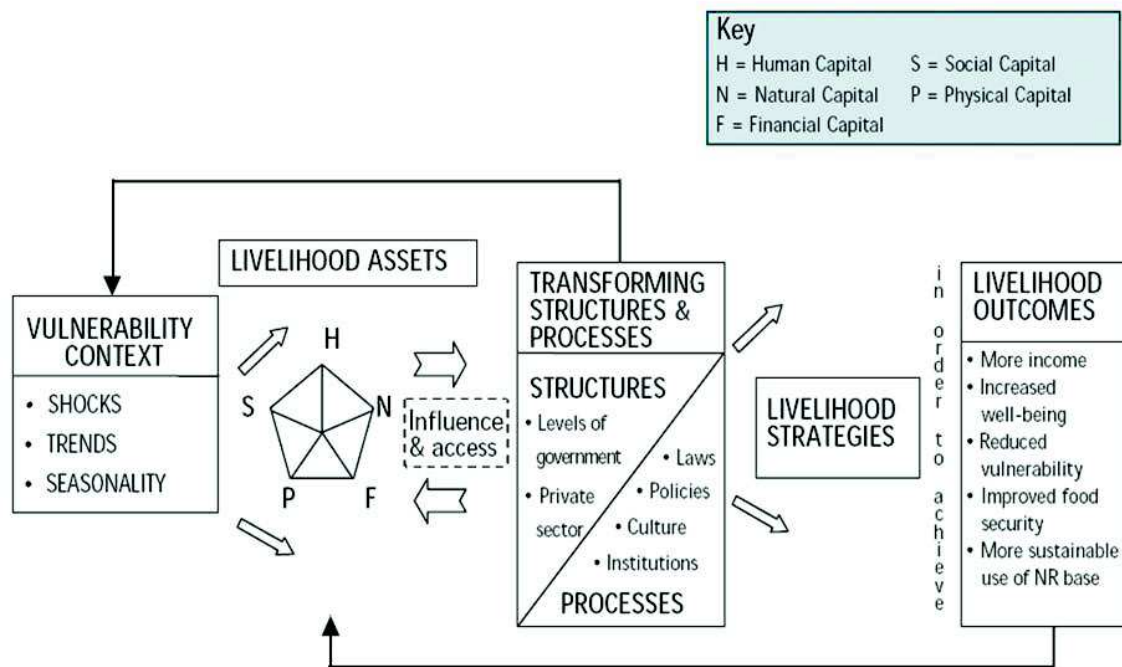 Key
H = Human Capital S = Social Capital
N = Natural Capital P = Physical Capital
F = Financial Capital
LIVELIHOOD ASSETS
VULNERABILITY
CONTEXT
• SHOCKS
• TRENDS
• SEASONALITY
H
S
N
P
F
Influence
& access
TRANSFORMING
STRUCTURES &
PROCESSES
STRUCTURES
• Levels of
government
• Private
sector
• Laws
• Policies
• Culture
• Institutions
PROCESSES
LIVELIHOOD
STRATEGIES
in order to achieve
LIVELIHOOD
OUTCOMES
• More income
• Increased
well-being
• Reduced
vulnerability
• Improved food
security
• More sustainable
use of NR base